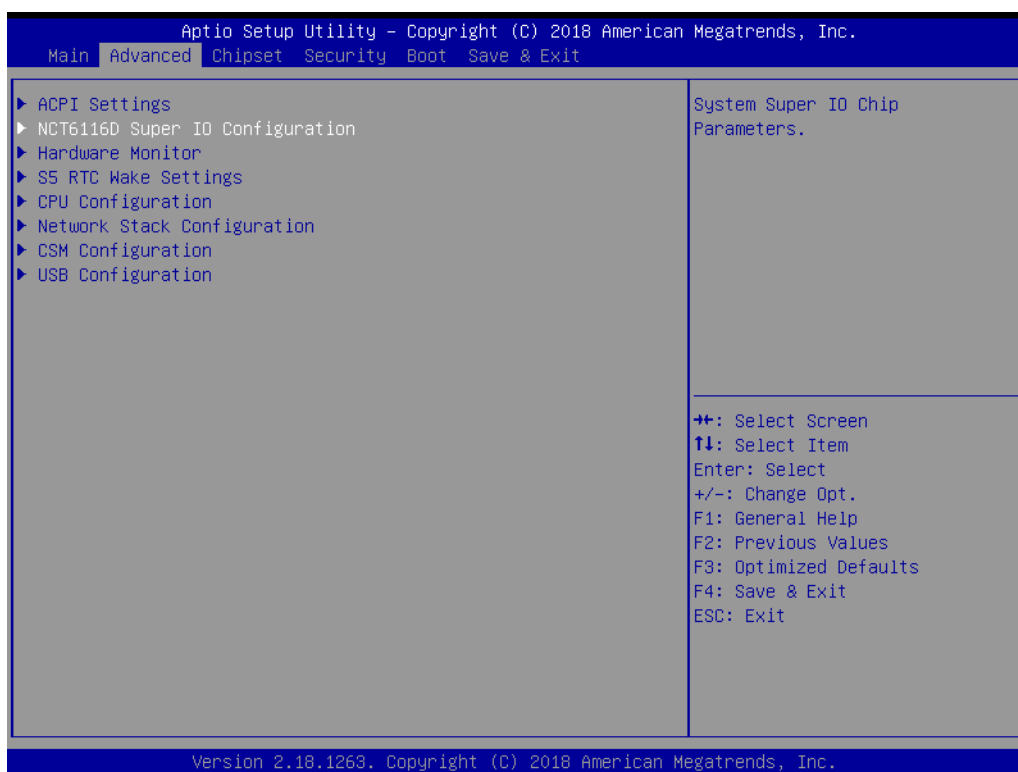 Aptio Setup Utility – Copyright (C) 2018 American Megatrends, Inc.
Main Advanced Chipset Security Boot Save & Exit
▶ ACPI Settings
▶ NCT6116D Super IO Configuration
▶ Hardware Monitor
▶ S5 RTC Wake Settings
▶ CPU Configuration
▶ Network Stack Configuration
▶ CSM Configuration
▶ USB Configuration
System Super IO Chip
Parameters.
→←: Select Screen
↑↓: Select Item
Enter: Select
+/-: Change Opt.
F1: General Help
F2: Previous Values
F3: Optimized Defaults
F4: Save & Exit
ESC: Exit
Version 2.18.1263. Copyright (C) 2018 American Megatrends, Inc.